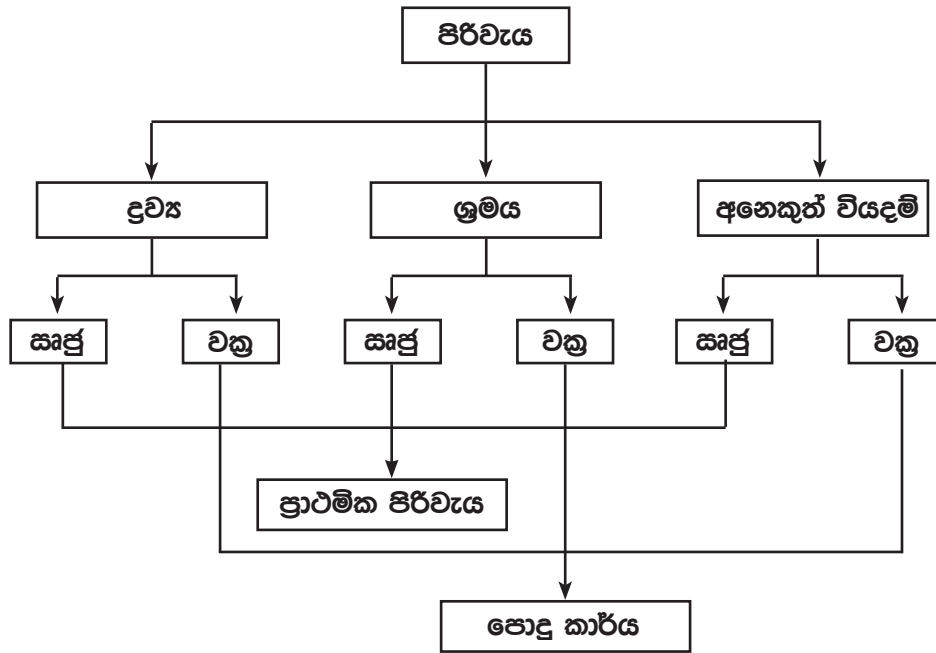 පිරිවැය
ද්‍රව්‍ය
ශ්‍රමය
අනෙකුත් වියදම්
සෘජු
වක්‍ර
සෘජු
වක්‍ර
සෘජු
වක්‍ර
ප්‍රාථමික පිරිවැය
පොදු කාර්ය